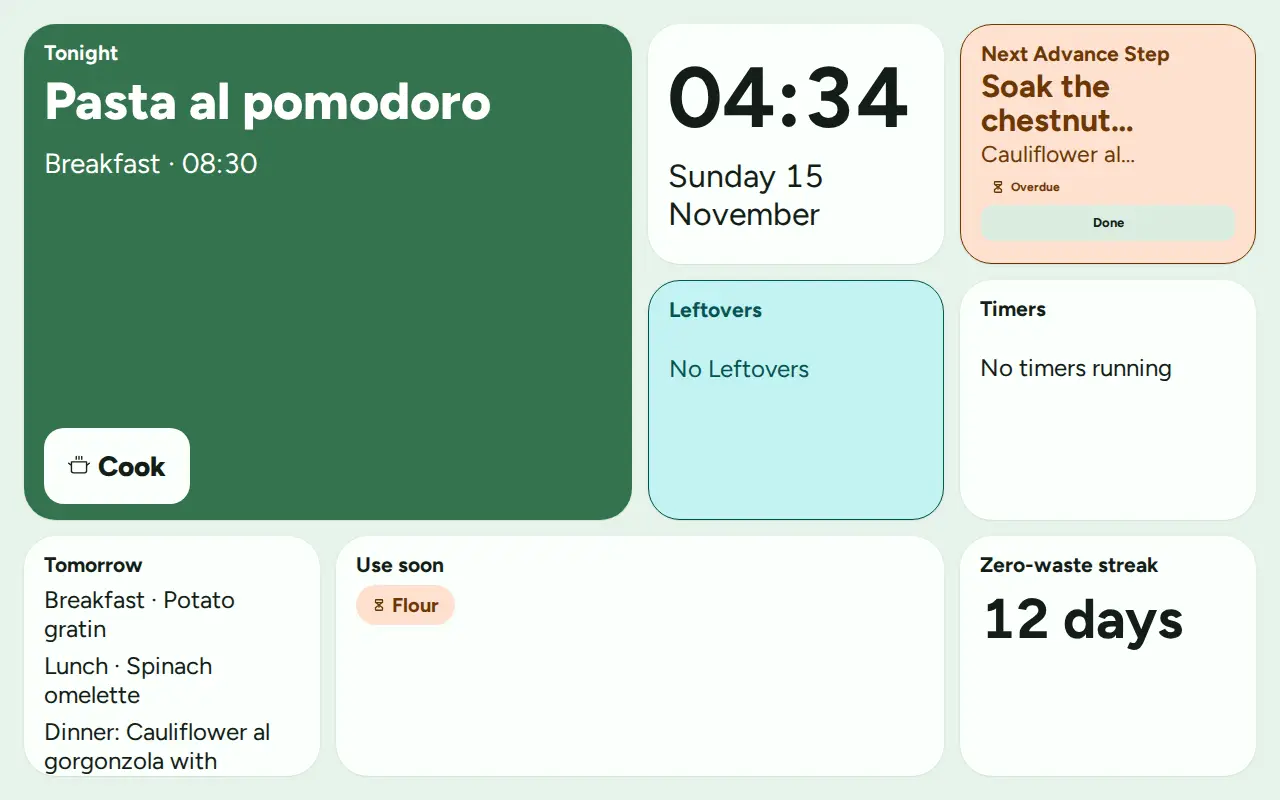 Tonight
Pasta al pomodoro
Breakfast · 08:30
Cook
04:34
Sunday 15
November
Next Advance Step
Soak the
chestnut...
Cauliflower al...
Overdue
Done
Leftovers
No Leftovers
Timers
No timers running
Tomorrow
Breakfast · Potato
gratin
Lunch · Spinach
omelette
Dinner: Cauliflower al
gorgonzola with
Use soon
Flour
Zero-waste streak
12 days